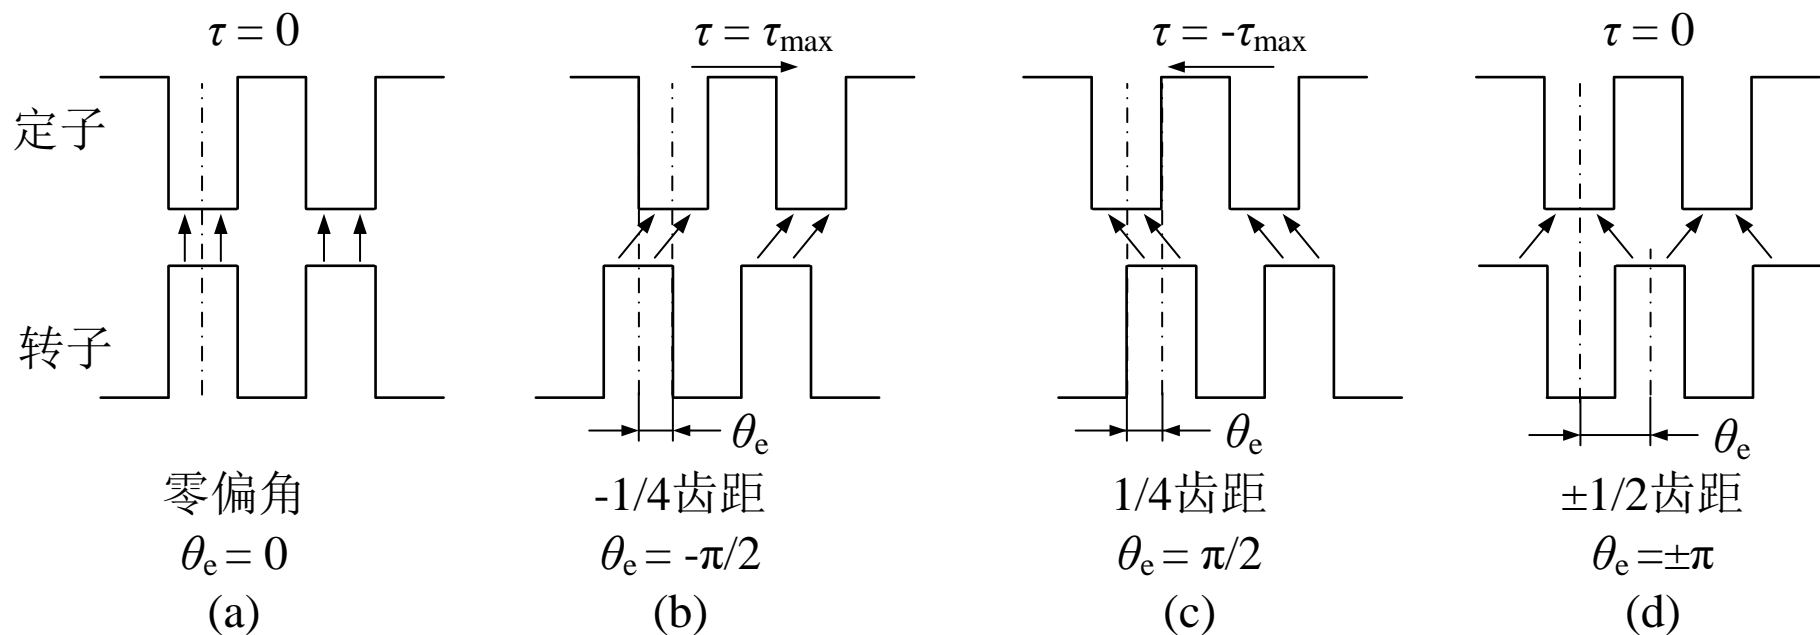 τ = 0
τ = τmax
τ = -τmax
τ = 0
定子
转子
θe
θe
θe
零偏角
-1/4齿距
1/4齿距
±1/2齿距
θe = 0
θe = -π/2
θe = π/2
θe =±π
(a)
(b)
(c)
(d)